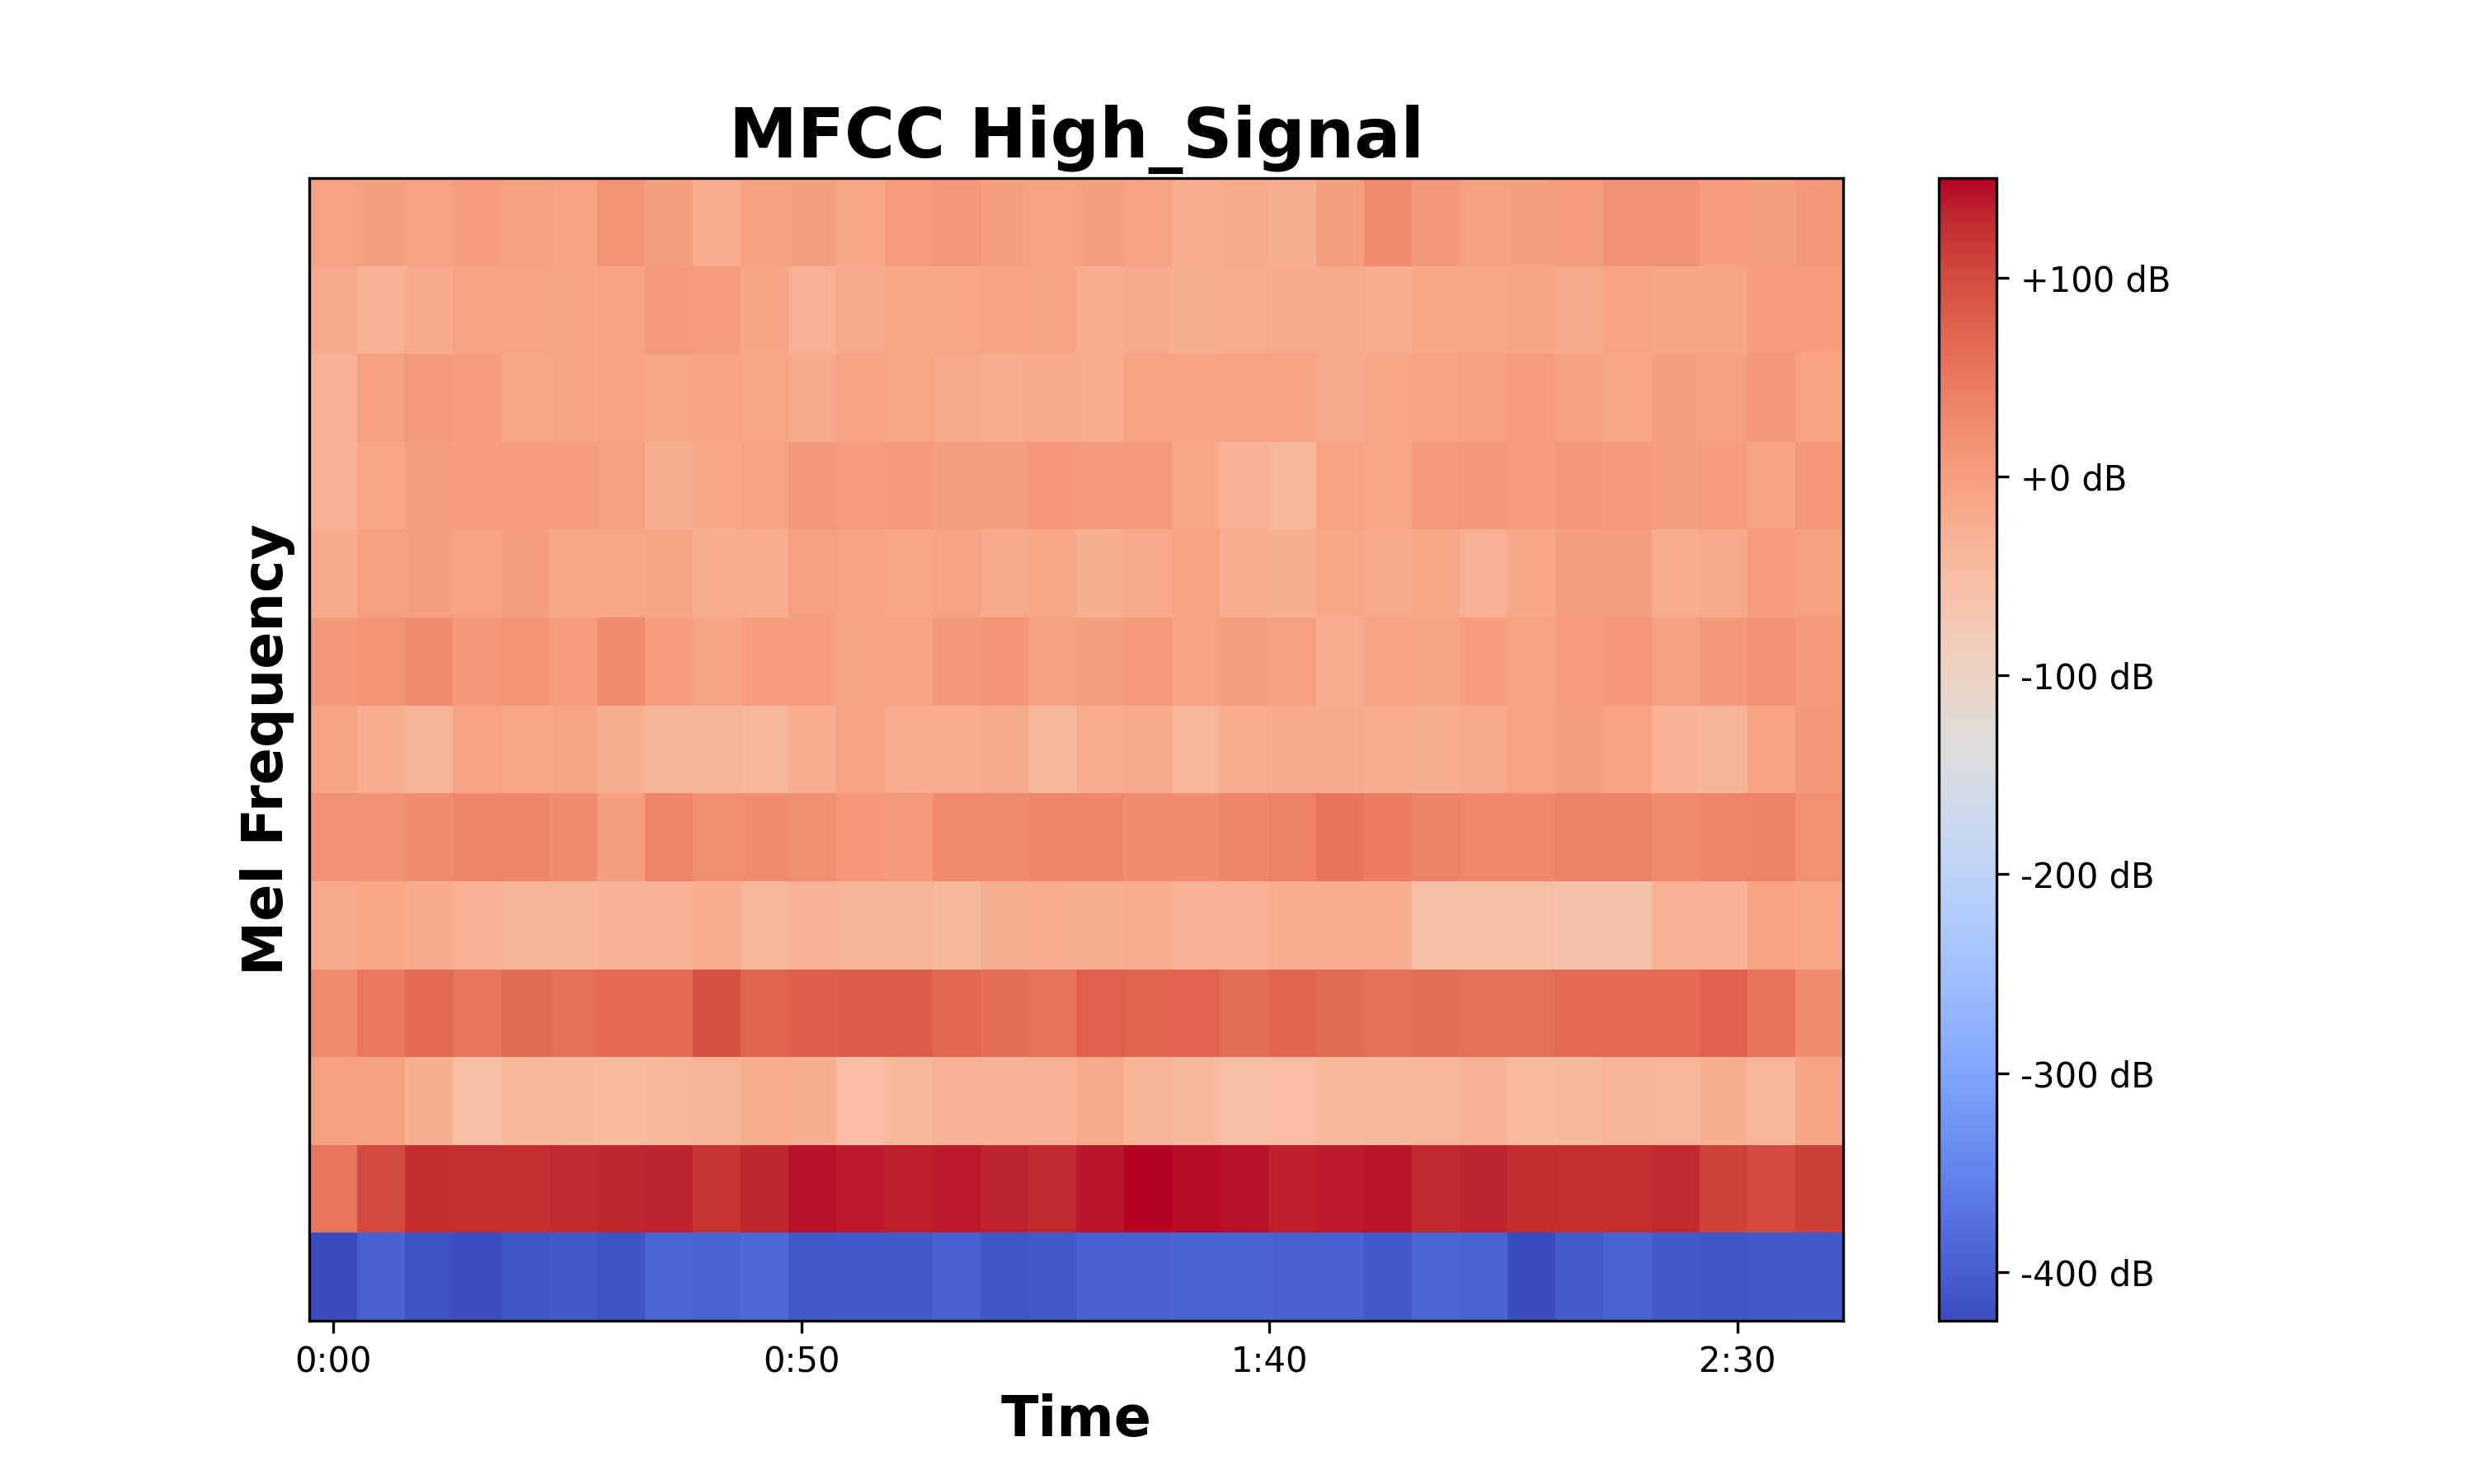 MFCC High_Signal
Mel Frequency
+100 dB
+0 dB
-100 dB
-200 dB
-300 dB
-400 dB
0:00
0:50
1:40
2:30
Time